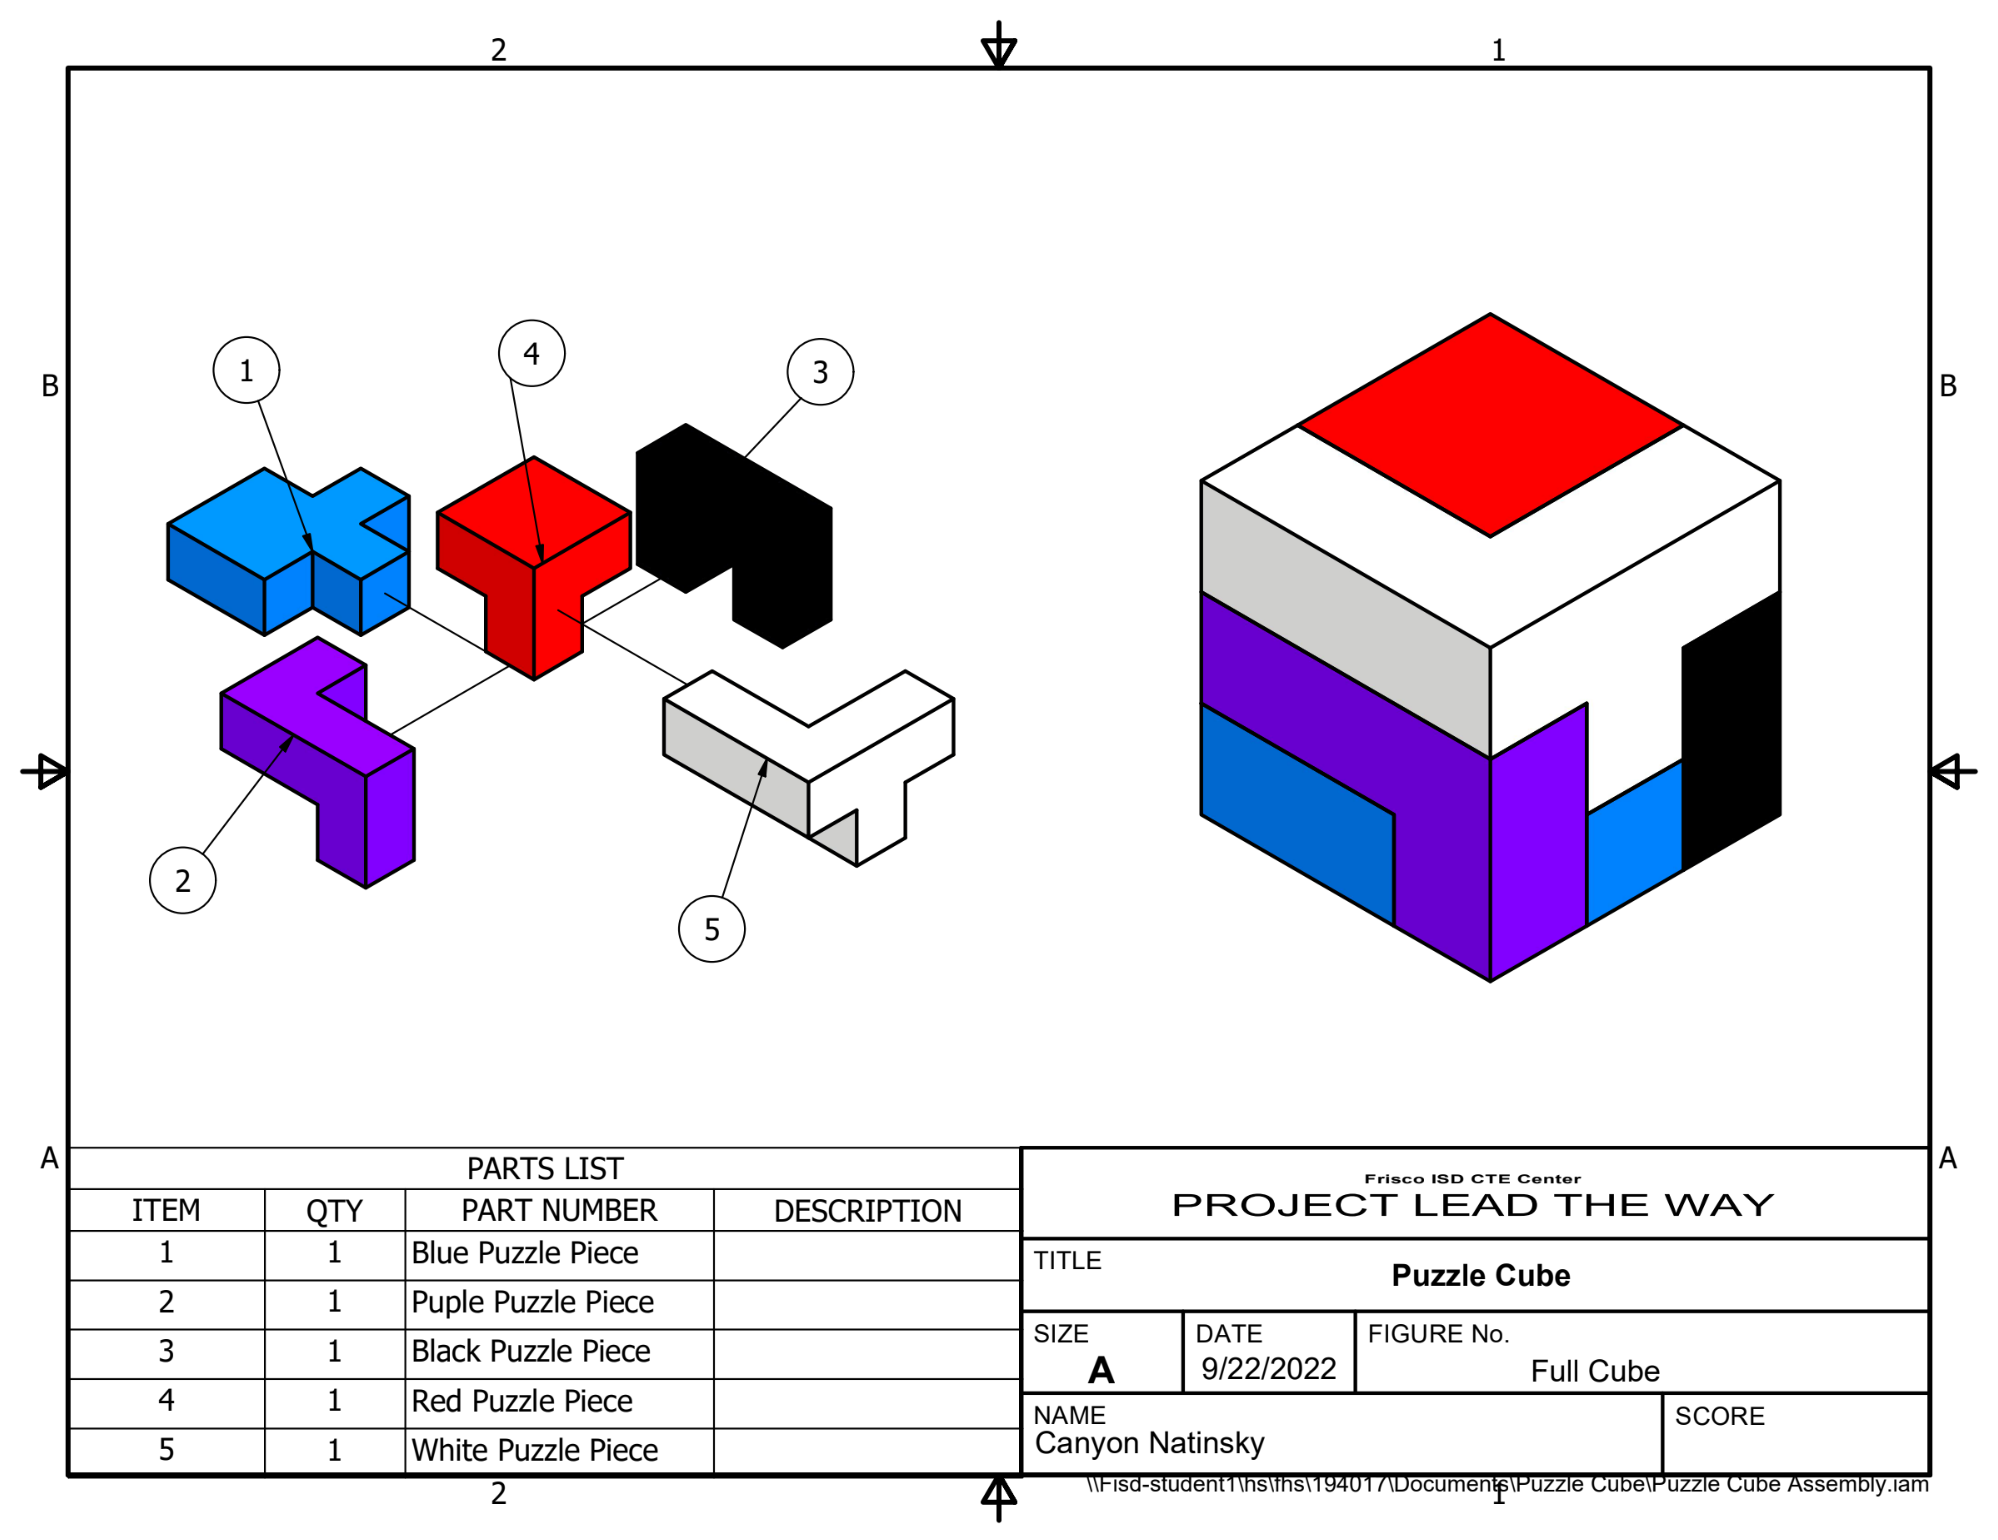 2 1
B B
1 4 3
2 5
A A
PARTS LIST
ITEM QTY PART NUMBER DESCRIPTION
1 1 Blue Puzzle Piece
2 1 Puple Puzzle Piece
3 1 Black Puzzle Piece
4 1 Red Puzzle Piece
5 1 White Puzzle Piece
Frisco ISD CTE Center
PROJECT LEAD THE WAY
TITLE
Puzzle Cube
SIZE DATE FIGURE No.
A 9/22/2022 Full Cube
NAME SCORE
Canyon Natinsky
\\Fisd-student1\hs\fhs\194017\Documents\Puzzle Cube\Puzzle Cube Assembly.iam
2 1